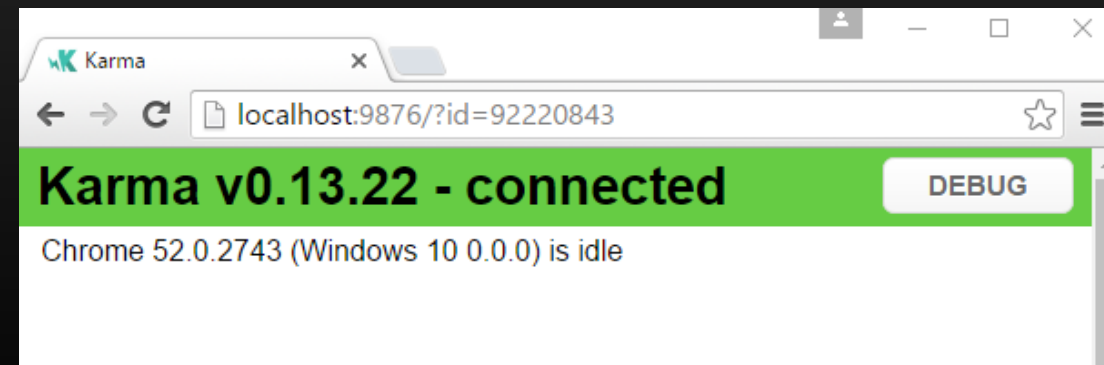 Karma
localhost:9876/?id=92220843
Karma v0.13.22 - connected
DEBUG
Chrome 52.0.2743 (Windows 10 0.0.0) is idle